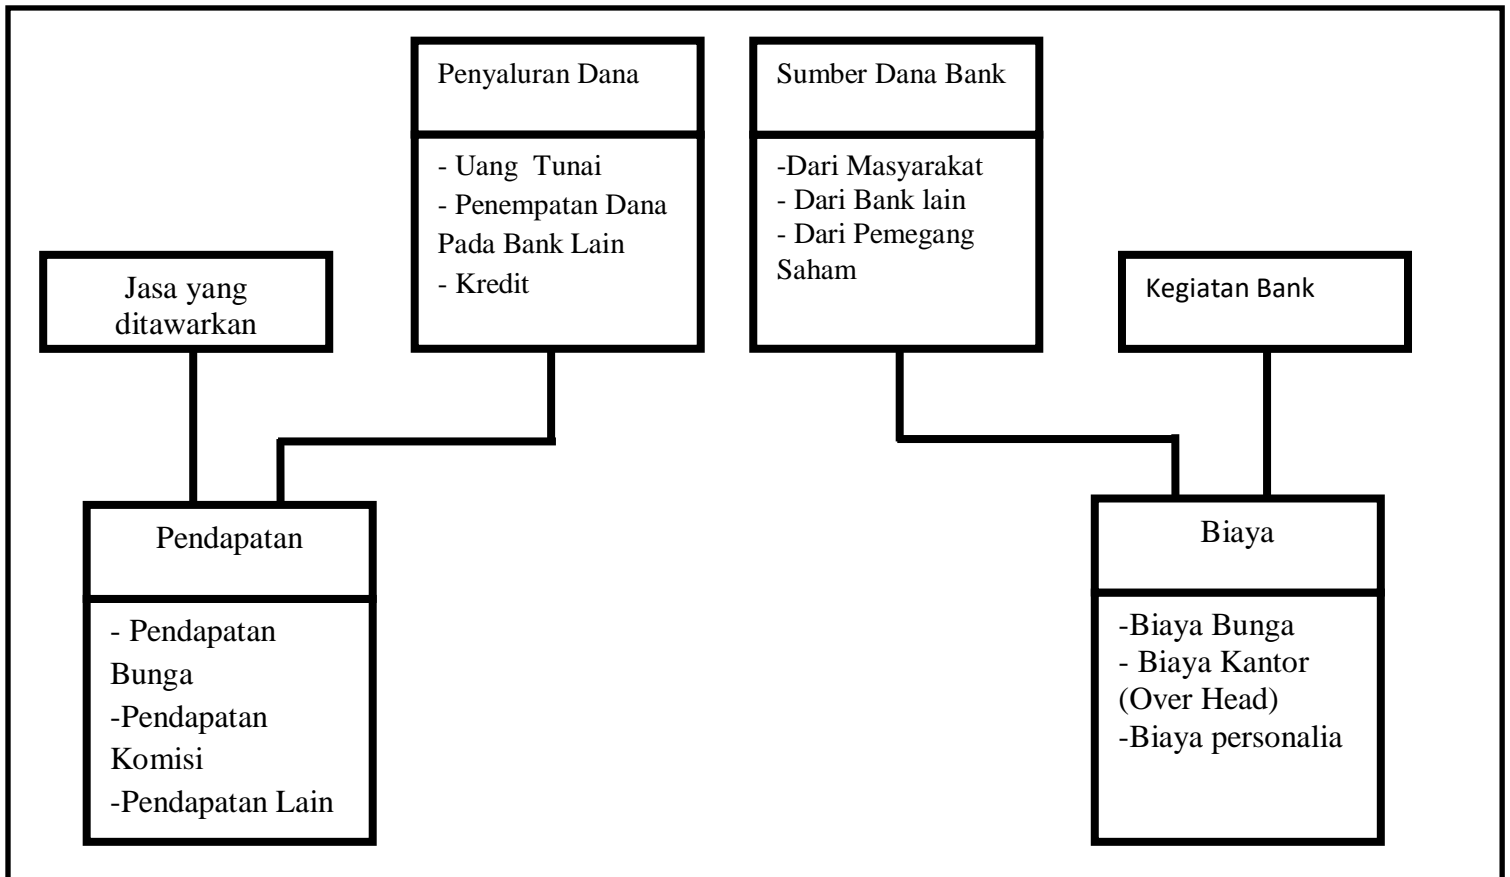 Penyaluran Dana
- Uang Tunai
- Penempatan Dana
Pada Bank Lain
- Kredit
Sumber Dana Bank
-Dari Masyarakat
- Dari Bank lain
- Dari Pemegang
Saham
Jasa yang
ditawarkan
Kegiatan Bank
Pendapatan
- Pendapatan
Bunga
-Pendapatan
Komisi
-Pendapatan Lain
Biaya
-Biaya Bunga
- Biaya Kantor
(Over Head)
-Biaya personalia